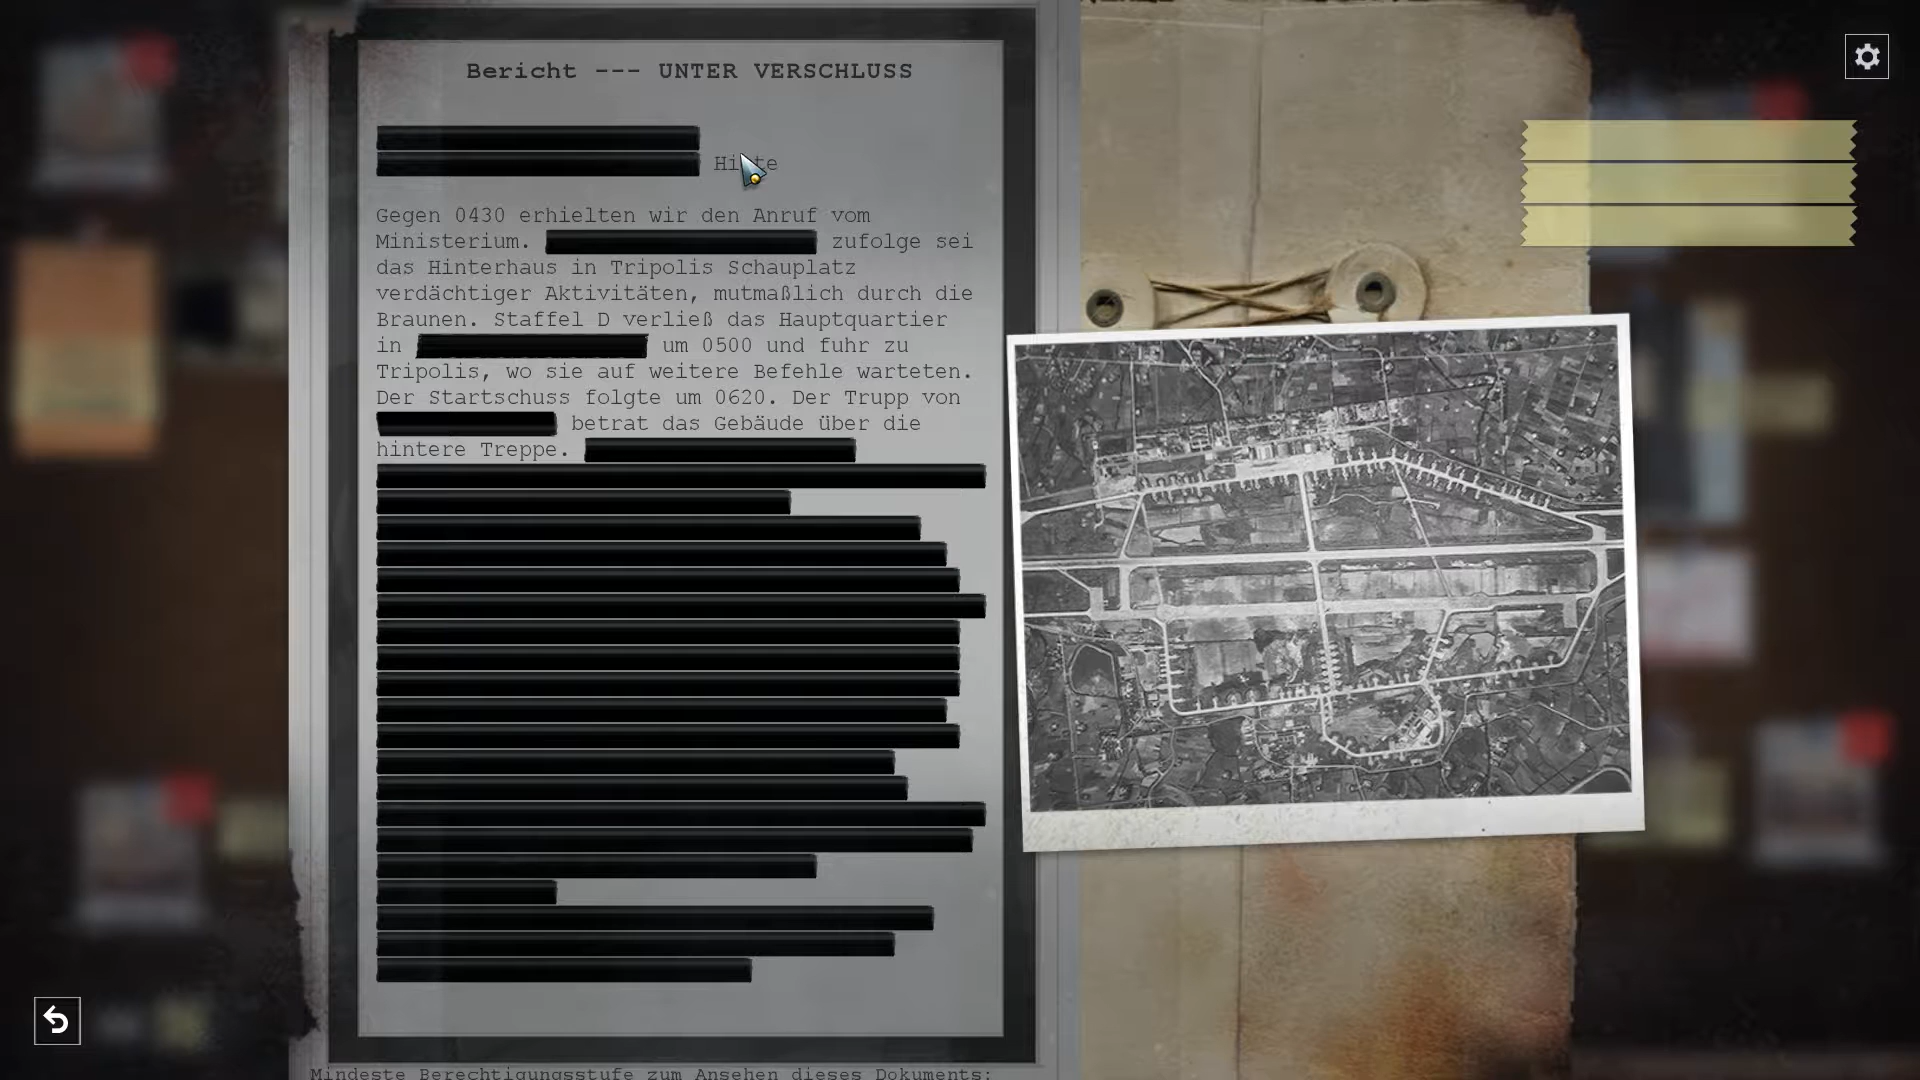 Bericht --- UNTER VERSCHLUSS
Gegen 0430 erhielten wir den Anruf vom
Ministerium. zufolge sei
das Hinterhaus in Tripolis Schauplatz
verdächtiger Aktivitäten, mutmaßlich durch die
Braunen. Staffel D verließ das Hauptquartier
in um 0500 und fuhr zu
Tripolis, wo sie auf weitere Befehle warteten.
Der Startschuss folgte um 0620. Der Trupp von
betrat das Gebäude über die
hintere Treppe.
Mindeste Berechtigungsstufe zum Ansehen dieses Dokuments: